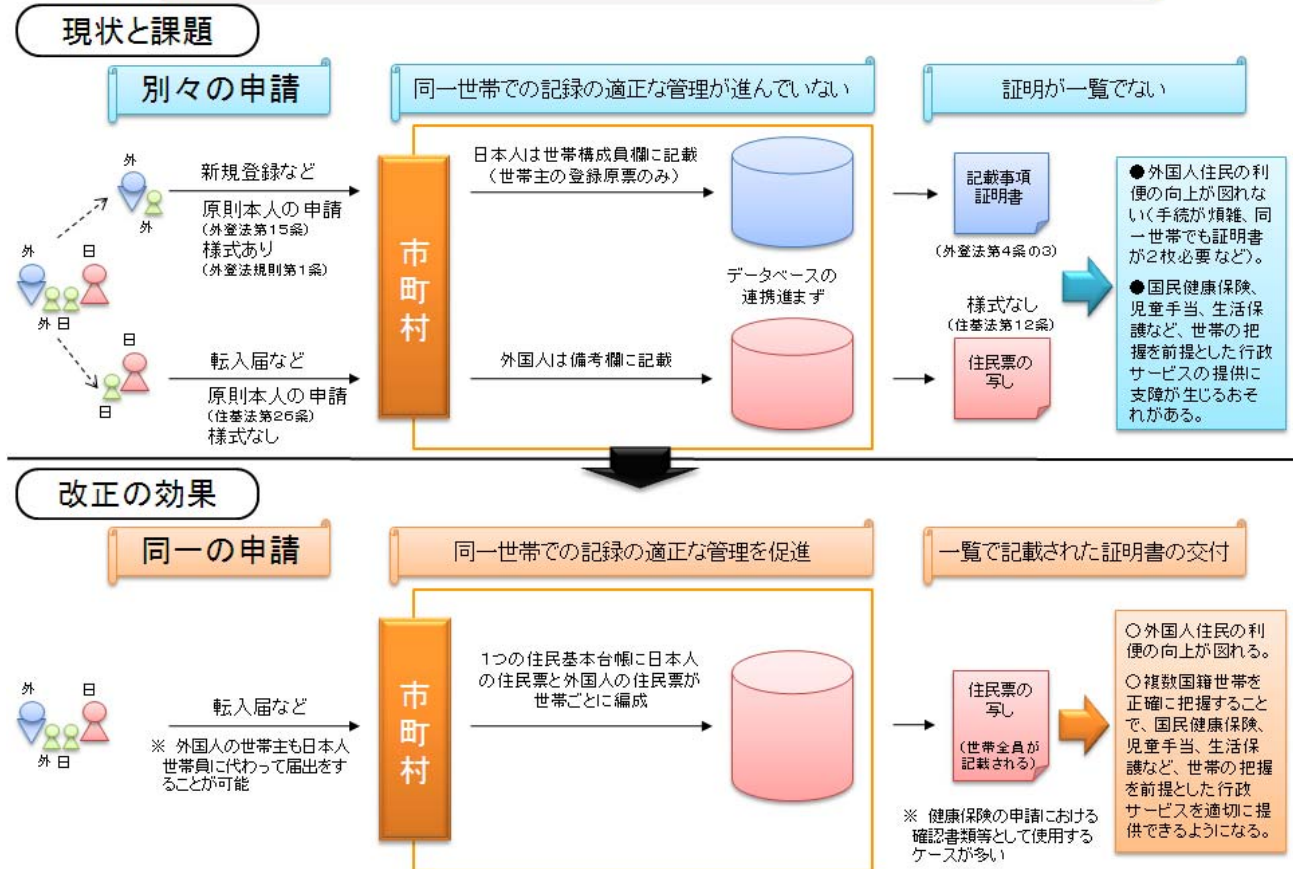 現状と課題
別々の申請
同一世帯での記録の適正な管理が進んでいない
証明が一覧でない
外
外
新規登録など
原則本人の申請
(外登法第15条)
様式あり
(外登法規則第1条)
外
日
外日
日
日
転入届など
原則本人の申請
(住基法第26条)
様式なし
市町村
日本人は世帯構成員欄に記載
(世帯主の登録原票のみ)
データベースの
連携進まず
外国人は備考欄に記載
記載事項
証明書
(外登法第4条の3)
様式なし
(住基法第12条)
住民票の
写し
●外国人住民の利
便の向上が図れな
い(手続が煩雑、同
一世帯でも証明書
が2枚必要など)。
●国民健康保険、
児童手当、生活保
護など、世帯の把
握を前提とした行政
サービスの提供に
支障が生じるおそ
れがある。
改正の効果
同一の申請
同一世帯での記録の適正な管理を促進
一覧で記載された証明書の交付
外
日
外日
転入届など
※ 外国人の世帯主も日本人
世帯員に代わって届出をす
ることが可能
市町村
1つの住民基本台帳に日本人
の住民票と外国人の住民票が
世帯ごとに編成
住民票の
写し
(世帯全員が
記載される)
※ 健康保険の申請における
確認書類等として使用する
ケースが多い
○外国人住民の利
便の向上が図れる。
○複数国籍世帯を
正確に把握すること
で、国民健康保険、
児童手当、生活保
護など、世帯の把握
を前提とした行政
サービスを適切に提
供できるようになる。